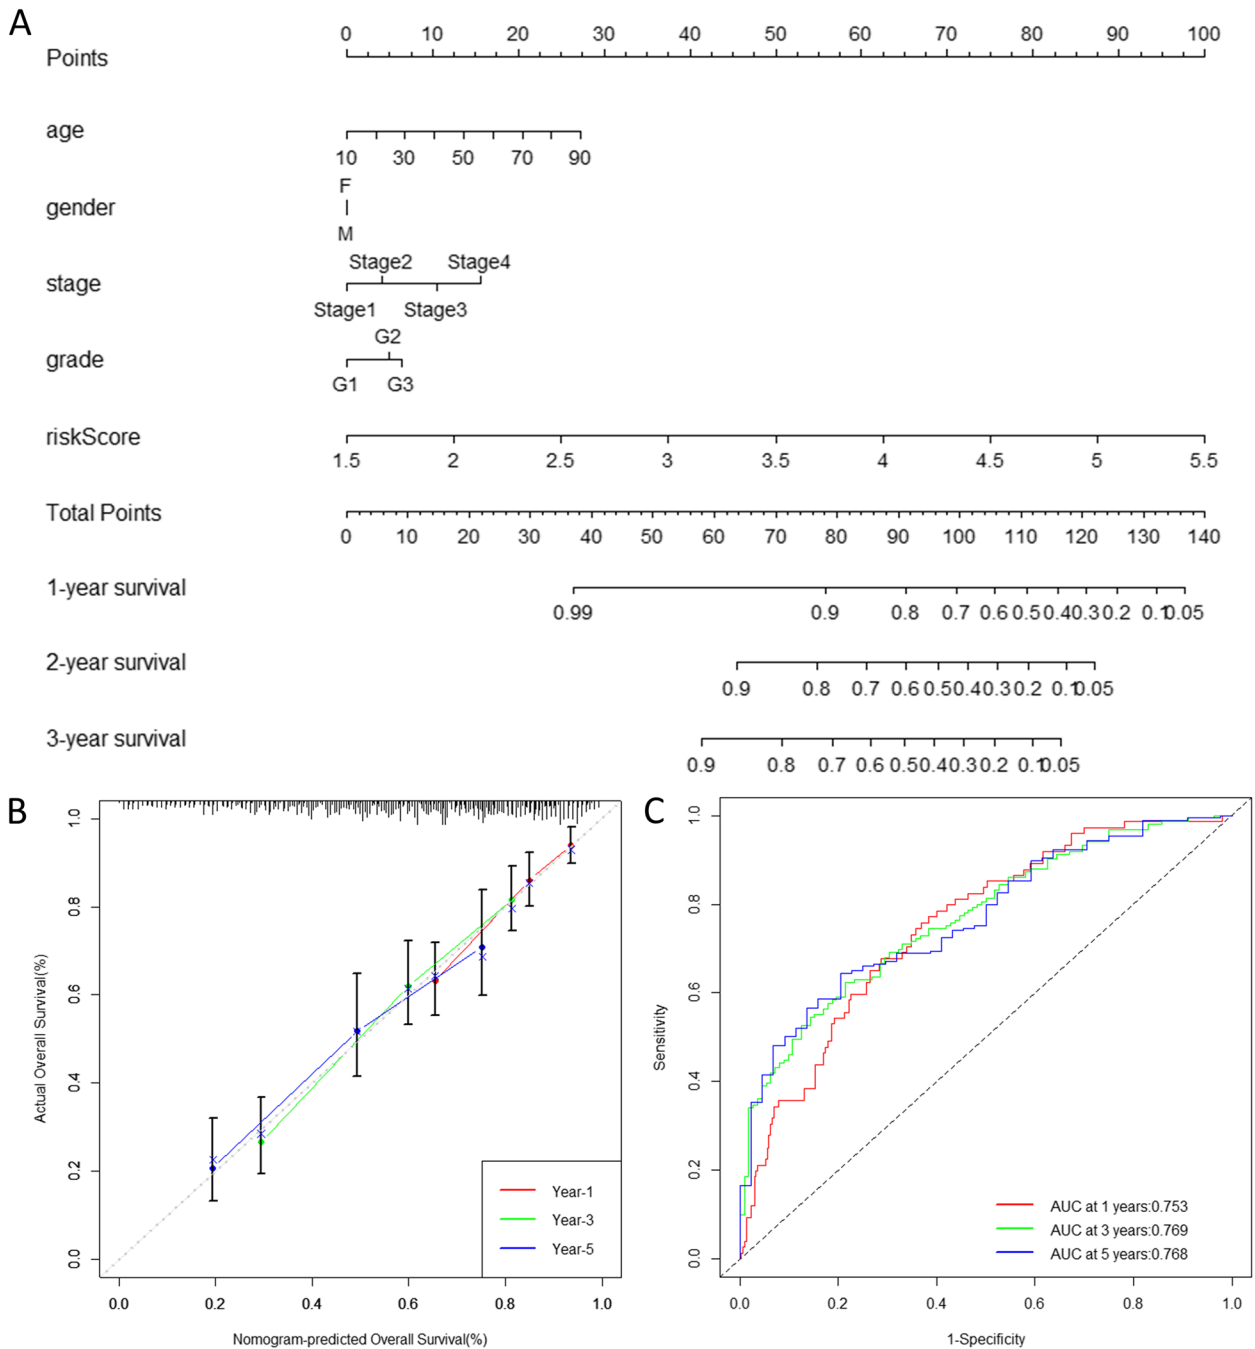 A
0 10 20 30 40 50 60 70 80 90 100
Points
age
10 30 50 70 90
F
gender
M
Stage2 Stage4
stage
Stage1 Stage3
G2
grade
G1 G3
riskScore
1.5 2 2.5 3 3.5 4 4.5 5 5.5
Total Points
0 10 20 30 40 50 60 70 80 90 100 110 120 130 140
1-year survival
0.99 0.9 0.8 0.7 0.6 0.5 0.4 0.3 0.2 0.1 0.05
2-year survival
0.9 0.8 0.7 0.6 0.5 0.4 0.3 0.2 0.1 0.05
3-year survival
0.9 0.8 0.7 0.6 0.5 0.4 0.3 0.2 0.1 0.05
B
1.0
0.8
0.6
0.4
0.2
0.0
Actual Overall Survival(%)
Year-1
Year-3
Year-5
0.0 0.2 0.4 0.6 0.8 1.0
Nomogram-predicted Overall Survival(%)
C
1.0
0.8
0.6
0.4
0.2
0.0
Sensitivity
AUC at 1 years:0.753
AUC at 3 years:0.769
AUC at 5 years:0.768
0.0 0.2 0.4 0.6 0.8 1.0
1-Specificity